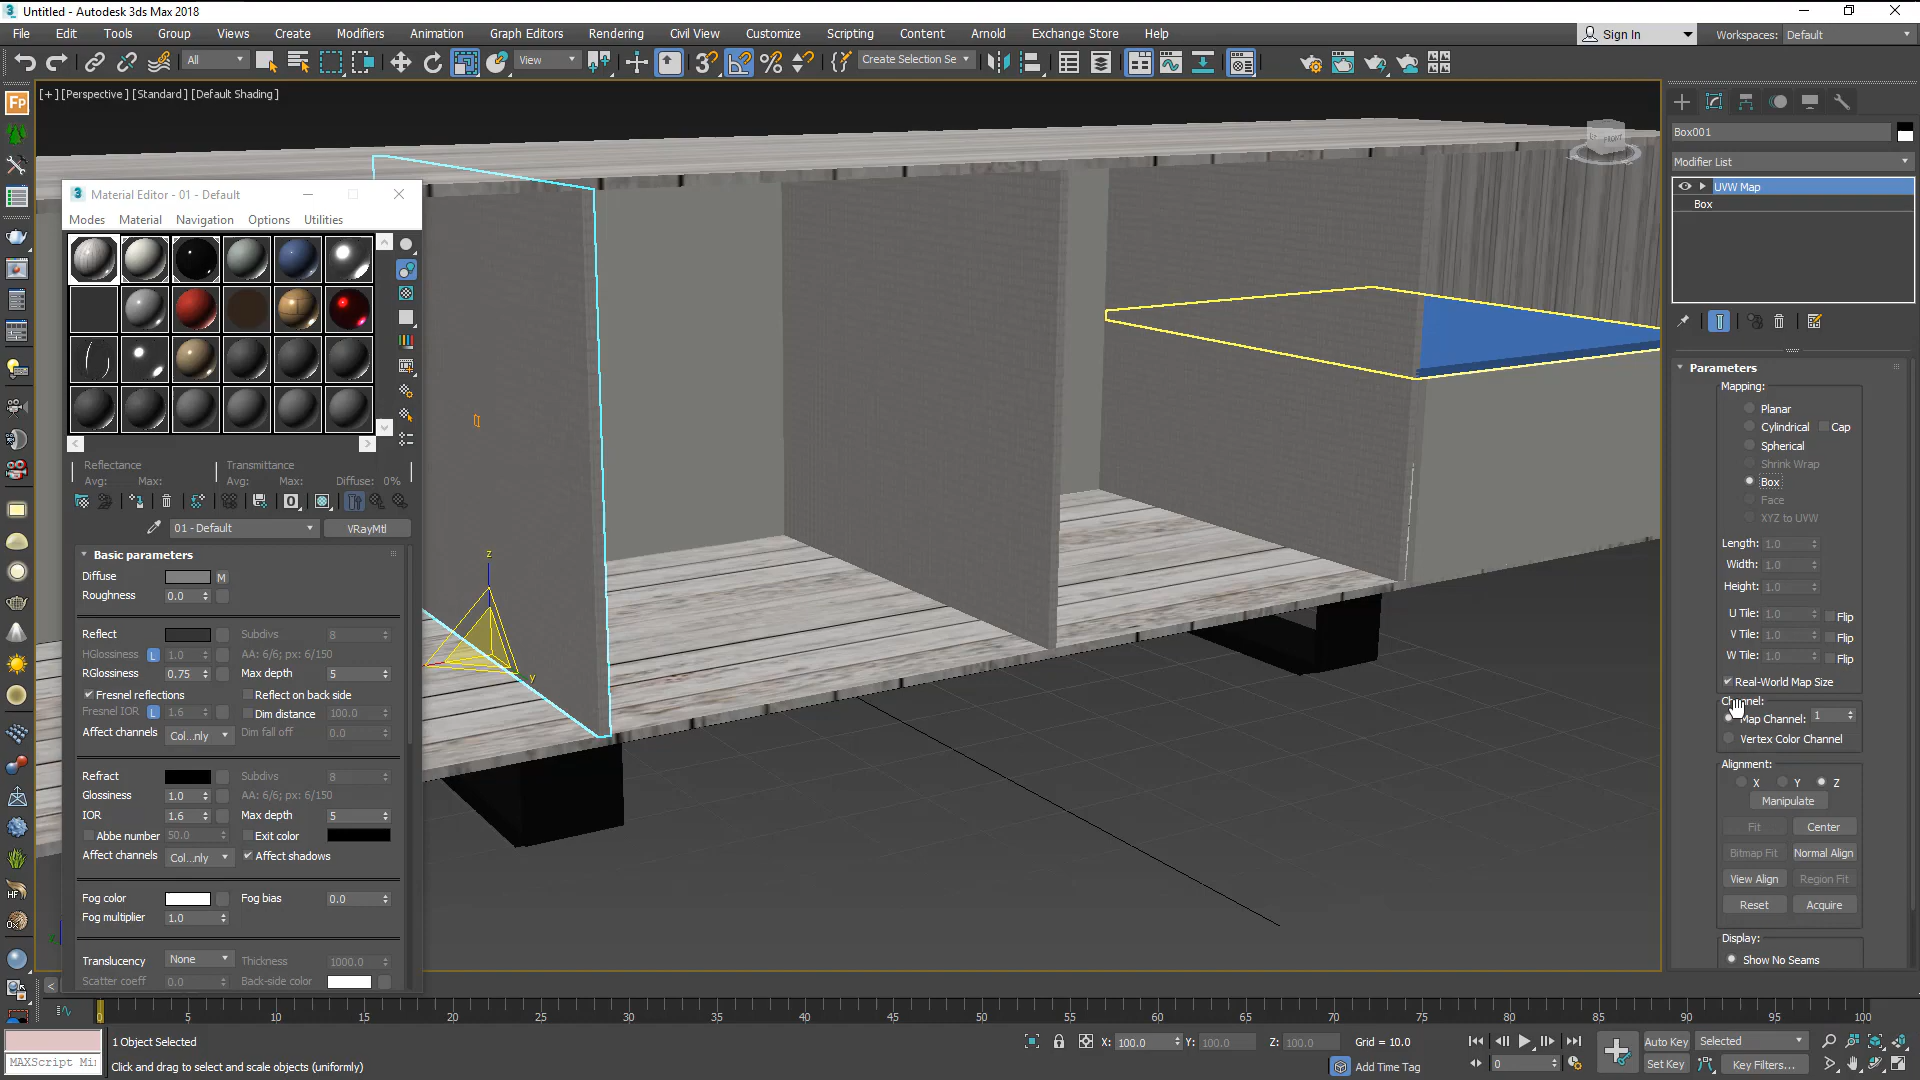 Untitled - Autodesk 3ds Max 2018
File Edit Tools Group Views Create Modifiers Animation Graph Editors Rendering Civil View Customize Scripting Content Arnold Exchange Store Help Sign In Workspaces: Default
All View Create Selection Se
[+] [Perspective] [Standard] [Default Shading]
FRONT
Box001
Modifier List
UVW Map
Box
Material Editor - 01 - Default
Modes Material Navigation Options Utilities
Reflectance Transmittance
Avg: Max: Avg: Max: Diffuse: 0%
01 - Default VRayMtl
Basic parameters
Diffuse M
Roughness 0.0
Reflect Subdivs 8
HGlossiness L 1.0 AA: 6/6; px: 6/150
RGlossiness 0.75 Max depth 5
Fresnel reflections Reflect on back side
Fresnel IOR L 1.6 Dim distance 100.0
Affect channels Col...nly Dim fall off 0.0
Refract Subdivs 8
Glossiness 1.0 AA: 6/6; px: 6/150
IOR 1.6 Max depth 5
Abbe number 50.0 Exit color
Affect channels Col...nly Affect shadows
Fog color Fog bias 0.0
Fog multiplier 1.0
Translucency None Thickness 1000.0
Scatter coeff 0.0 Back-side color
z
y
Parameters
Mapping:
Planar
Cylindrical Cap
Spherical
Shrink Wrap
Box
Face
XYZ to UVW
Length: 1.0
Width: 1.0
Height: 1.0
U Tile: 1.0 Flip
V Tile: 1.0 Flip
W Tile: 1.0 Flip
Real-World Map Size
Channel:
Map Channel: 1
Vertex Color Channel
Alignment:
X Y Z
Manipulate
Fit Center
Bitmap Fit Normal Align
View Align Region Fit
Reset Acquire
Display:
Show No Seams
0 5 10 15 20 25 30 35 40 45 50 55 60 65 70 75 80 85 90 95 100
1 Object Selected X: 100.0 Y: 100.0 Z: 100.0 Grid = 10.0 Auto Key Selected
MAXScript Mi Click and drag to select and scale objects (uniformly) Add Time Tag 0 Set Key Key Filters...